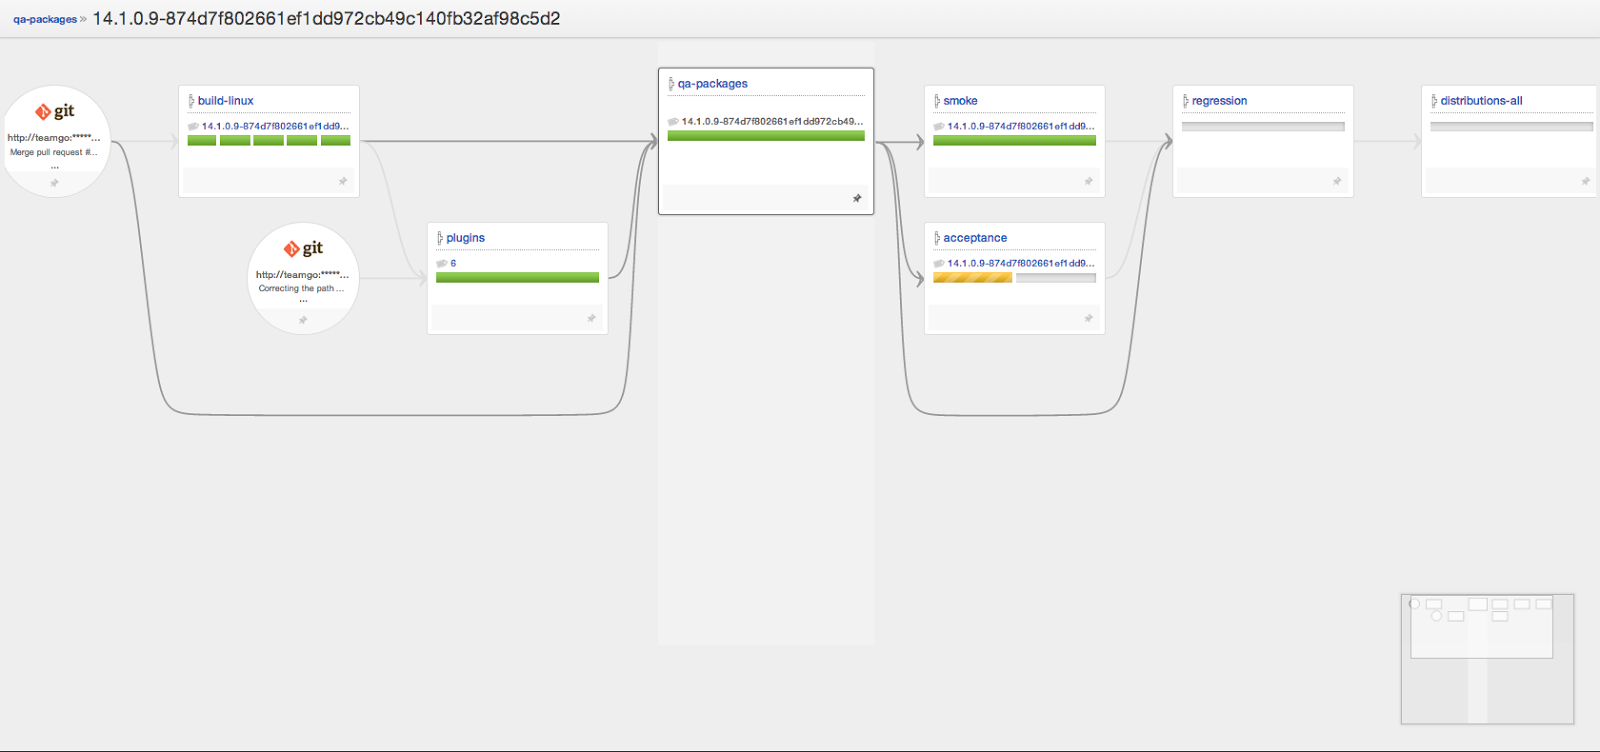 qa-packages » 14.1.0.9-874d7f802661ef1dd972cb49c140fb32af98c5d2
git
http://teamgo:*****...
Merge pull request #...
...
build-linux
14.1.0.9-874d7f802661ef1dd9...
git
http://teamgo:*****...
Correcting the path ...
...
plugins
6
qa-packages
14.1.0.9-874d7f802661ef1dd972cb49...
smoke
14.1.0.9-874d7f802661ef1dd9...
acceptance
14.1.0.9-874d7f802661ef1dd9...
regression
distributions-all